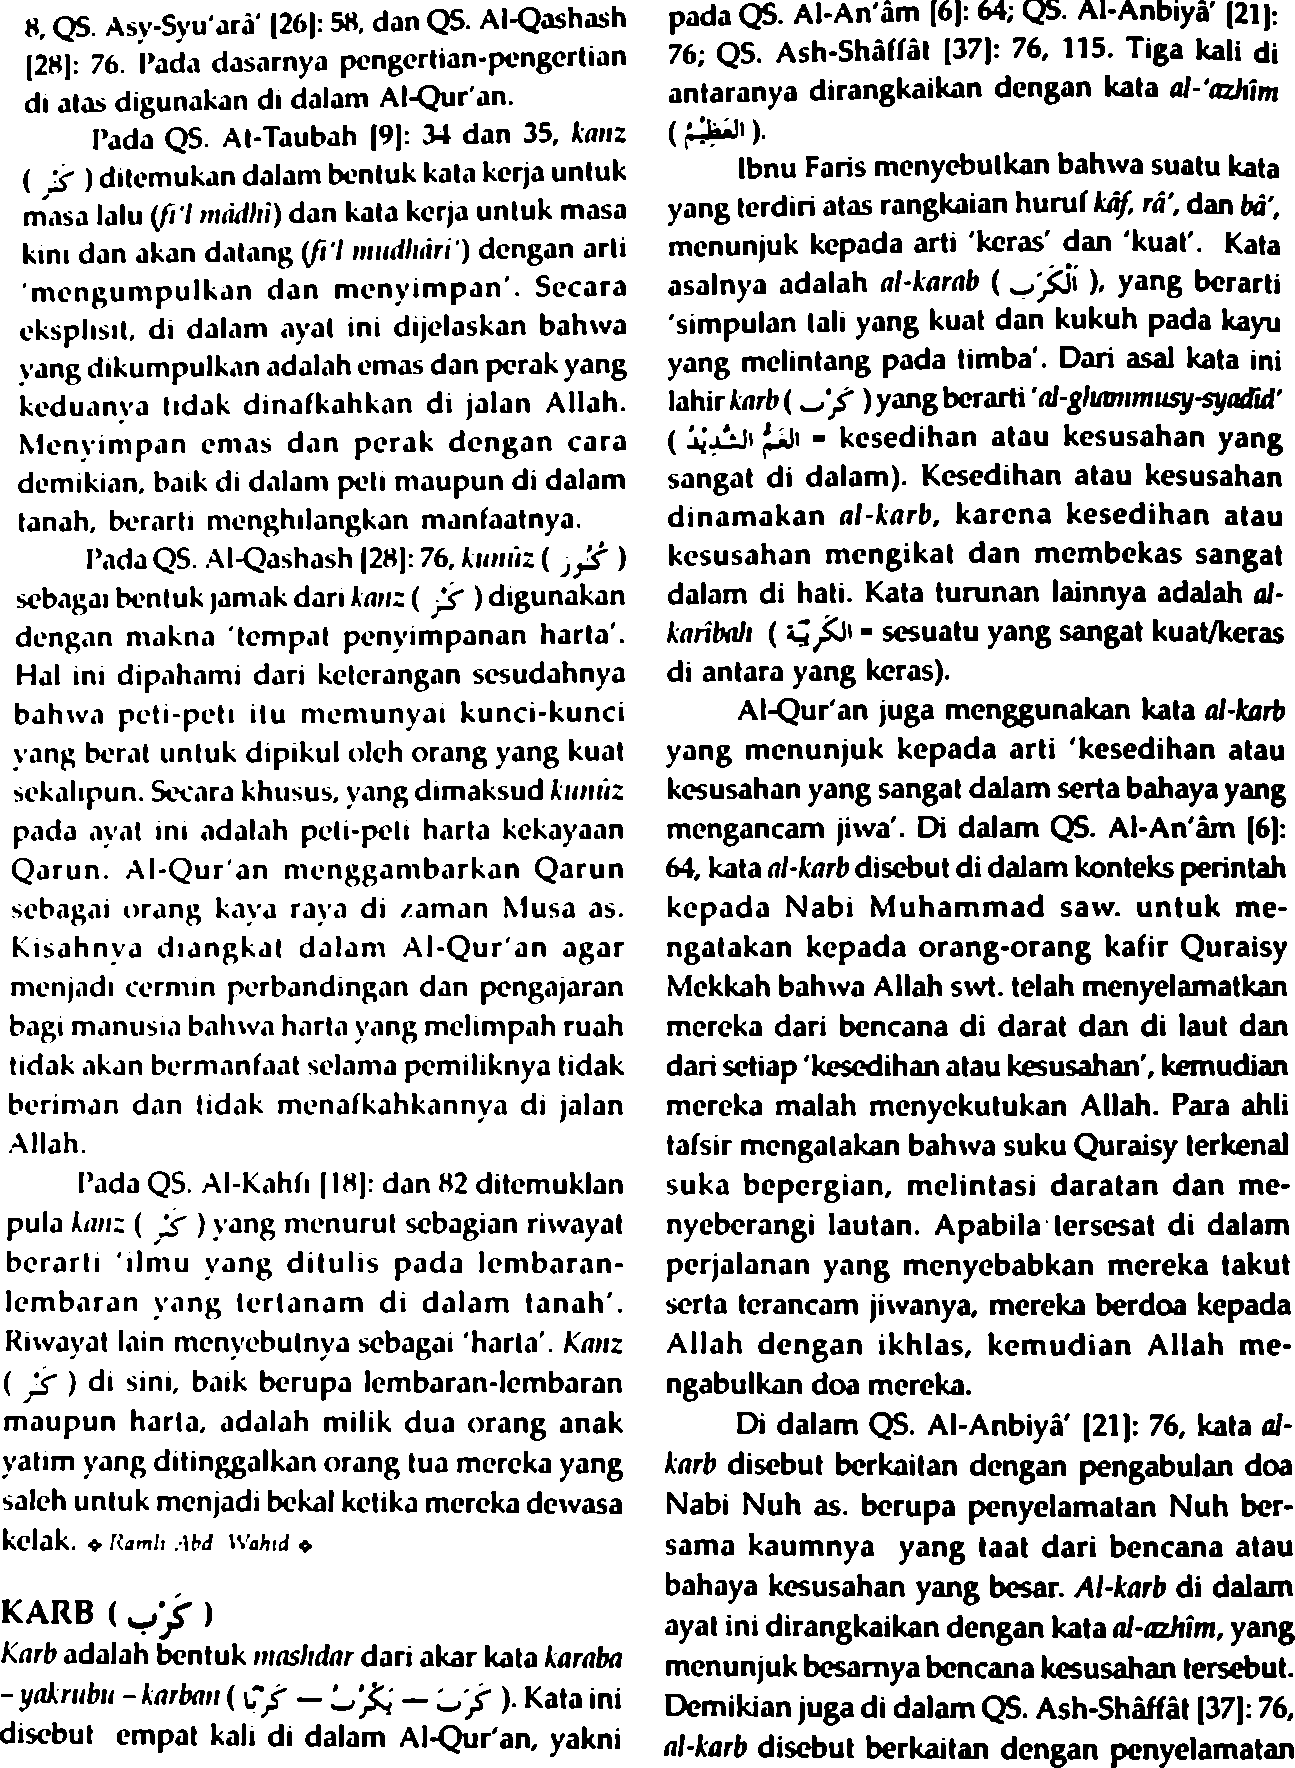 8, QS. Asy-Syu'arâ' [26]: 58, dan QS. Al-Qashash
[28]: 76. Pada dasarnya pengertian-pengertian
di atas digunakan di dalam Al-Qur'an.
Pada QS. At-Taubah [9]: 34 dan 35, kanz
( كَنْز ) ditemukan dalam bentuk kata kerja untuk
masa lalu (fi'l mâdhî) dan kata kerja untuk masa
kini dan akan datang (fi'l mudhâri') dengan arti
'mengumpulkan dan menyimpan'. Secara
eksplisit, di dalam ayat ini dijelaskan bahwa
yang dikumpulkan adalah emas dan perak yang
keduanya tidak dinafkahkan di jalan Allah.
Menyimpan emas dan perak dengan cara
demikian, baik di dalam peti maupun di dalam
tanah, berarti menghilangkan manfaatnya.
Pada QS. Al-Qashash [28]: 76, kunûz ( كُنُوز )
sebagai bentuk jamak dari kanz ( كَنْز ) digunakan
dengan makna 'tempat penyimpanan harta'.
Hal ini dipahami dari keterangan sesudahnya
bahwa peti-peti itu memunyai kunci-kunci
yang berat untuk dipikul oleh orang yang kuat
sekalipun. Secara khusus, yang dimaksud kunûz
pada ayat ini adalah peti-peti harta kekayaan
Qarun. Al-Qur'an menggambarkan Qarun
sebagai orang kaya raya di zaman Musa as.
Kisahnya diangkat dalam Al-Qur'an agar
menjadi cermin perbandingan dan pengajaran
bagi manusia bahwa harta yang melimpah ruah
tidak akan bermanfaat selama pemiliknya tidak
beriman dan tidak menafkahkannya di jalan
Allah.
Pada QS. Al-Kahfi [18]: dan 82 ditemuklan
pula kanz ( كَنْز ) yang menurut sebagian riwayat
berarti 'ilmu yang ditulis pada lembaran-
lembaran yang tertanam di dalam tanah'.
Riwayat lain menyebutnya sebagai 'harta'. Kanz
( كَنْز ) di sini, baik berupa lembaran-lembaran
maupun harta, adalah milik dua orang anak
yatim yang ditinggalkan orang tua mereka yang
saleh untuk menjadi bekal ketika mereka dewasa
kelak. ❖ Ramli Abd Wahid ❖
KARB ( كَرْب )
Karb adalah bentuk mashdar dari akar kata karaba
– yakrubu – karban ( كَرَبَ – يَكْرُبُ – كَرْبًا ). Kata ini
disebut empat kali di dalam Al-Qur'an, yakni
pada QS. Al-An'âm [6]: 64; QS. Al-Anbiyâ' [21]:
76; QS. Ash-Shâffât [37]: 76, 115. Tiga kali di
antaranya dirangkaikan dengan kata al-'azhîm
( العَظِيْمُ ).
Ibnu Faris menyebutkan bahwa suatu kata
yang terdiri atas rangkaian huruf kâf, râ', dan bâ',
menunjuk kepada arti 'keras' dan 'kuat'. Kata
asalnya adalah al-karab ( اَلْكَرَب ), yang berarti
'simpulan tali yang kuat dan kukuh pada kayu
yang melintang pada timba'. Dari asal kata ini
lahir karb ( كَرْب ) yang berarti 'al-ghammusy-syadîd'
( الغَمُّ الشَّدِيْدُ = kesedihan atau kesusahan yang
sangat di dalam). Kesedihan atau kesusahan
dinamakan al-karb, karena kesedihan atau
kesusahan mengikat dan membekas sangat
dalam di hati. Kata turunan lainnya adalah al-
karîbah ( الكَرِيْبَة = sesuatu yang sangat kuat/keras
di antara yang keras).
Al-Qur'an juga menggunakan kata al-karb
yang menunjuk kepada arti 'kesedihan atau
kesusahan yang sangat dalam serta bahaya yang
mengancam jiwa'. Di dalam QS. Al-An'âm [6]:
64, kata al-karb disebut di dalam konteks perintah
kepada Nabi Muhammad saw. untuk me-
ngatakan kepada orang-orang kafir Quraisy
Mekkah bahwa Allah swt. telah menyelamatkan
mereka dari bencana di darat dan di laut dan
dari setiap 'kesedihan atau kesusahan', kemudian
mereka malah menyekutukan Allah. Para ahli
tafsir mengatakan bahwa suku Quraisy terkenal
suka bepergian, melintasi daratan dan me-
nyeberangi lautan. Apabila tersesat di dalam
perjalanan yang menyebabkan mereka takut
serta terancam jiwanya, mereka berdoa kepada
Allah dengan ikhlas, kemudian Allah me-
ngabulkan doa mereka.
Di dalam QS. Al-Anbiyâ' [21]: 76, kata al-
karb disebut berkaitan dengan pengabulan doa
Nabi Nuh as. berupa penyelamatan Nuh ber-
sama kaumnya yang taat dari bencana atau
bahaya kesusahan yang besar. Al-karb di dalam
ayat ini dirangkaikan dengan kata al-azhîm, yang
menunjuk besarnya bencana kesusahan tersebut.
Demikian juga di dalam QS. Ash-Shâffât [37]: 76,
al-karb disebut berkaitan dengan penyelamatan